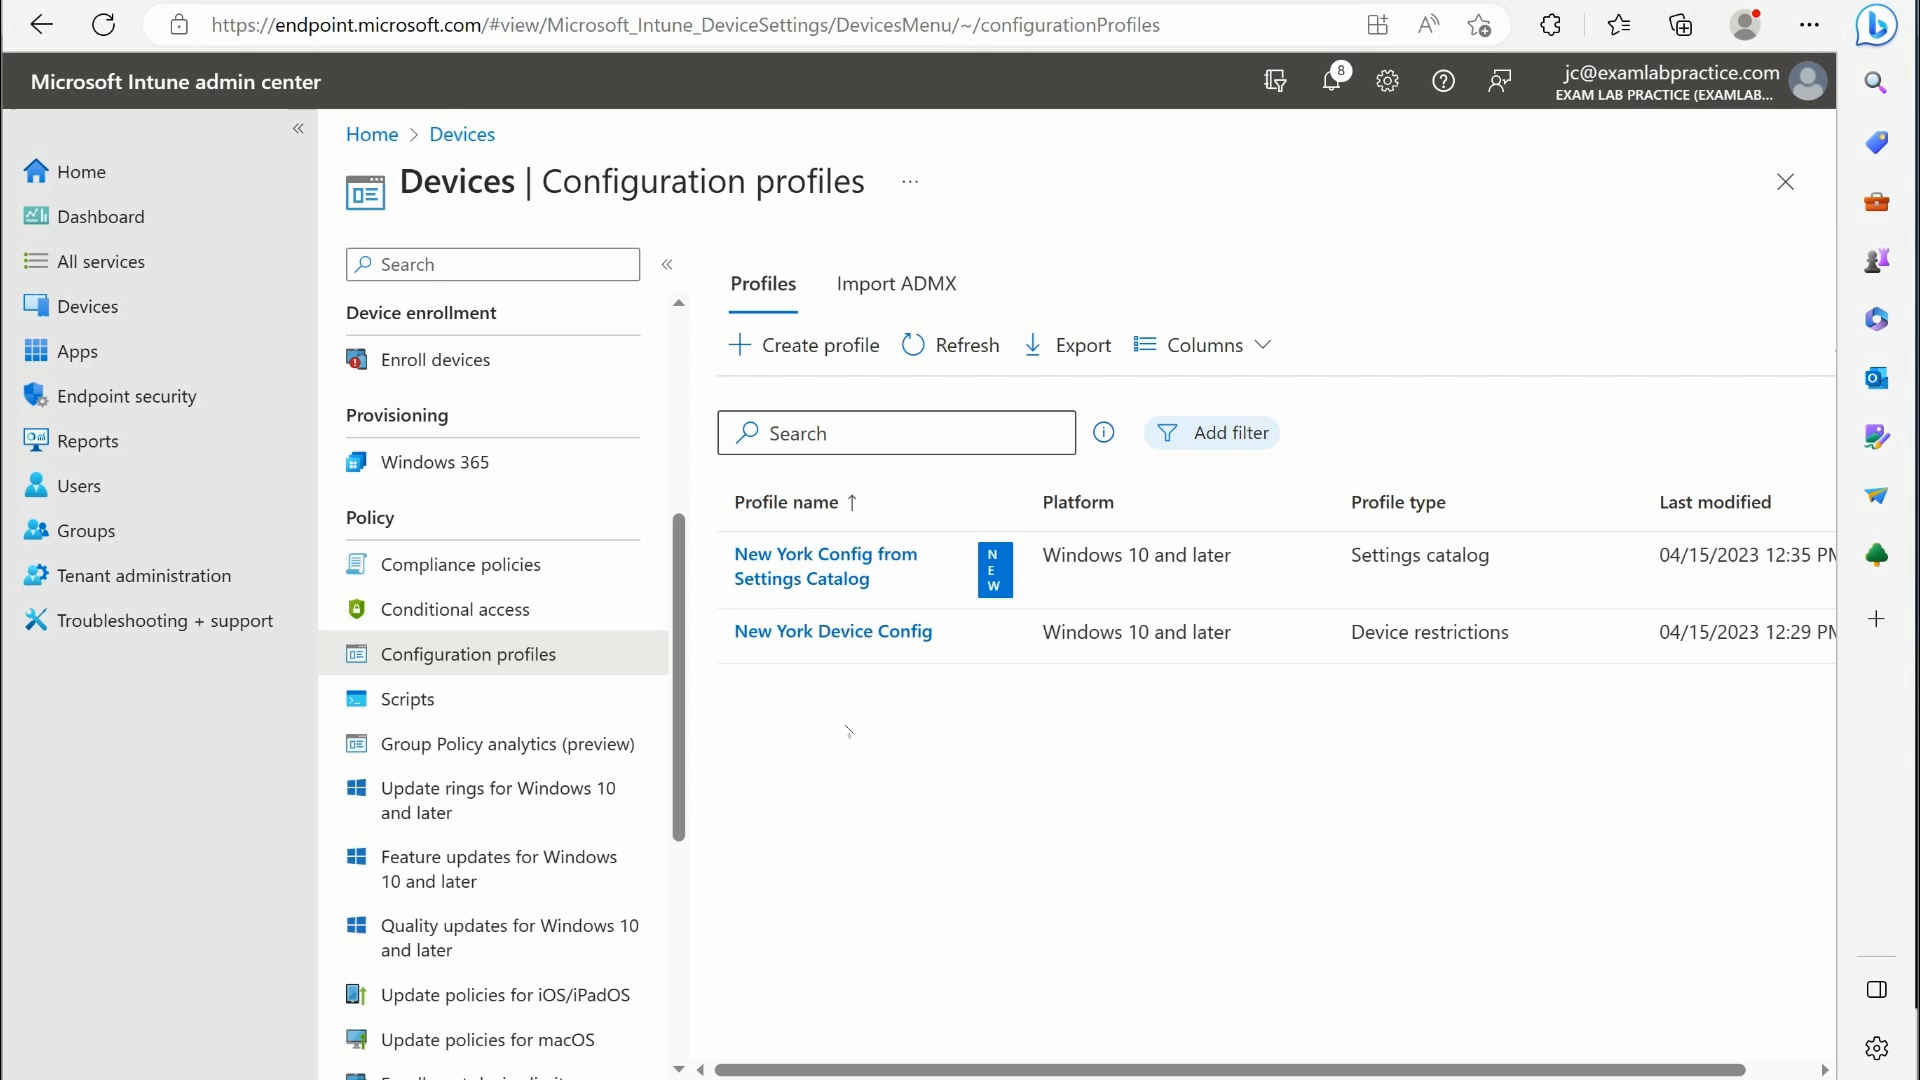 https://endpoint.microsoft.com/#view/Microsoft_Intune_DeviceSettings/DevicesMenu/~/configurationProfiles
Microsoft Intune admin center
8
jc@examlabpractice.com
EXAM LAB PRACTICE (EXAMLAB...
Home
Dashboard
All services
Devices
Apps
Endpoint security
Reports
Users
Groups
Tenant administration
Troubleshooting + support
Home > Devices
Devices | Configuration profiles ...
Search
Device enrollment
Enroll devices
Provisioning
Windows 365
Policy
Compliance policies
Conditional access
Configuration profiles
Scripts
Group Policy analytics (preview)
Update rings for Windows 10
and later
Feature updates for Windows
10 and later
Quality updates for Windows 10
and later
Update policies for iOS/iPadOS
Update policies for macOS
Profiles Import ADMX
Create profile Refresh Export Columns
Search Add filter
Profile name ↑ Platform Profile type Last modified
New York Config from
Settings Catalog
NEW
Windows 10 and later Settings catalog 04/15/2023 12:35 PM
New York Device Config Windows 10 and later Device restrictions 04/15/2023 12:29 PM